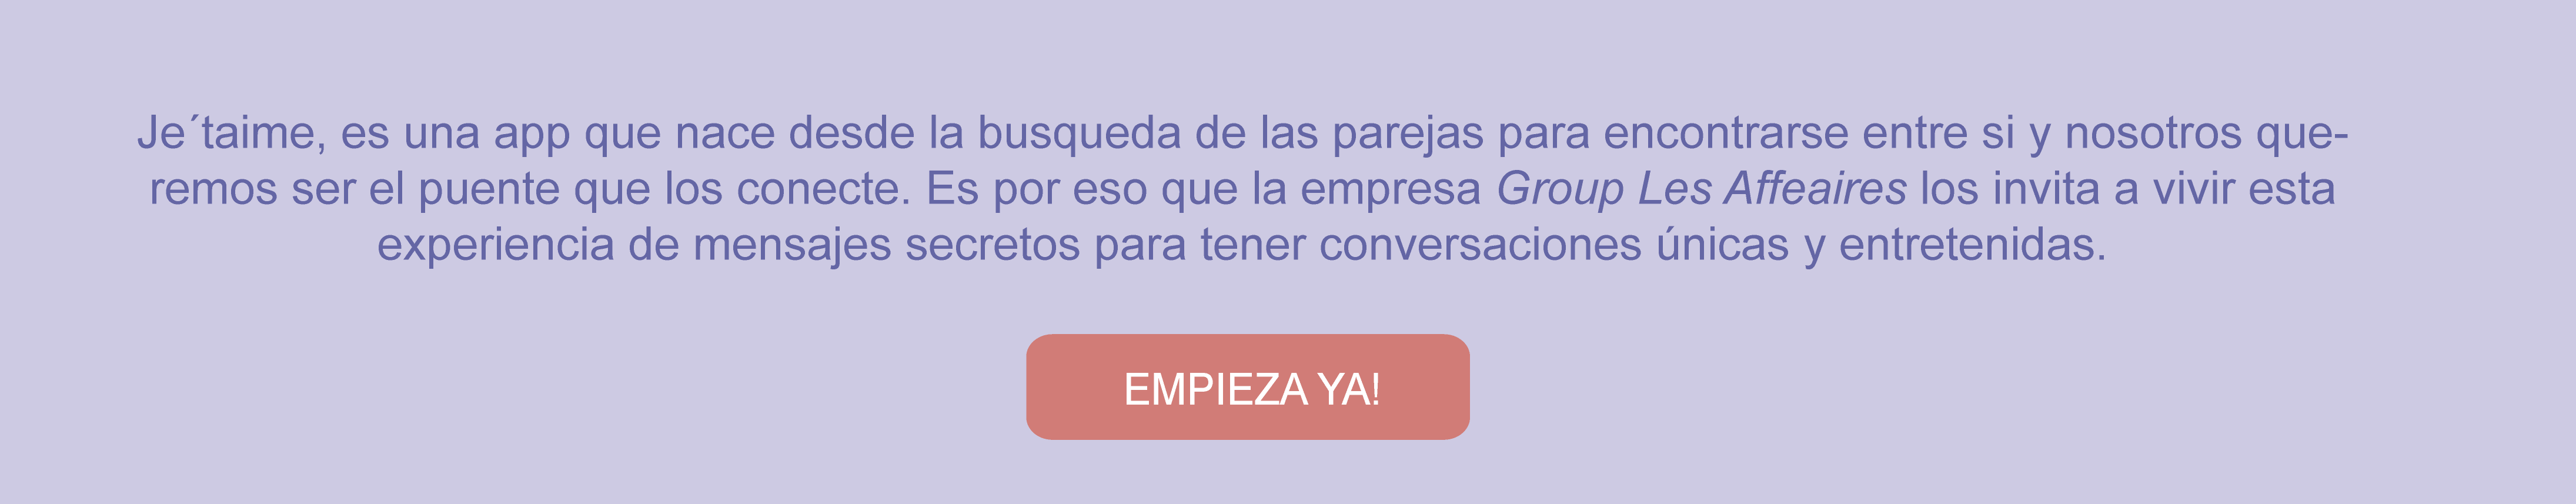 Je´taime, es una app que nace desde la busqueda de las parejas para encontrarse entre si y nosotros que-
remos ser el puente que los conecte. Es por eso que la empresa Group Les Affeaires los invita a vivir esta
experiencia de mensajes secretos para tener conversaciones únicas y entretenidas.
EMPIEZA YA!